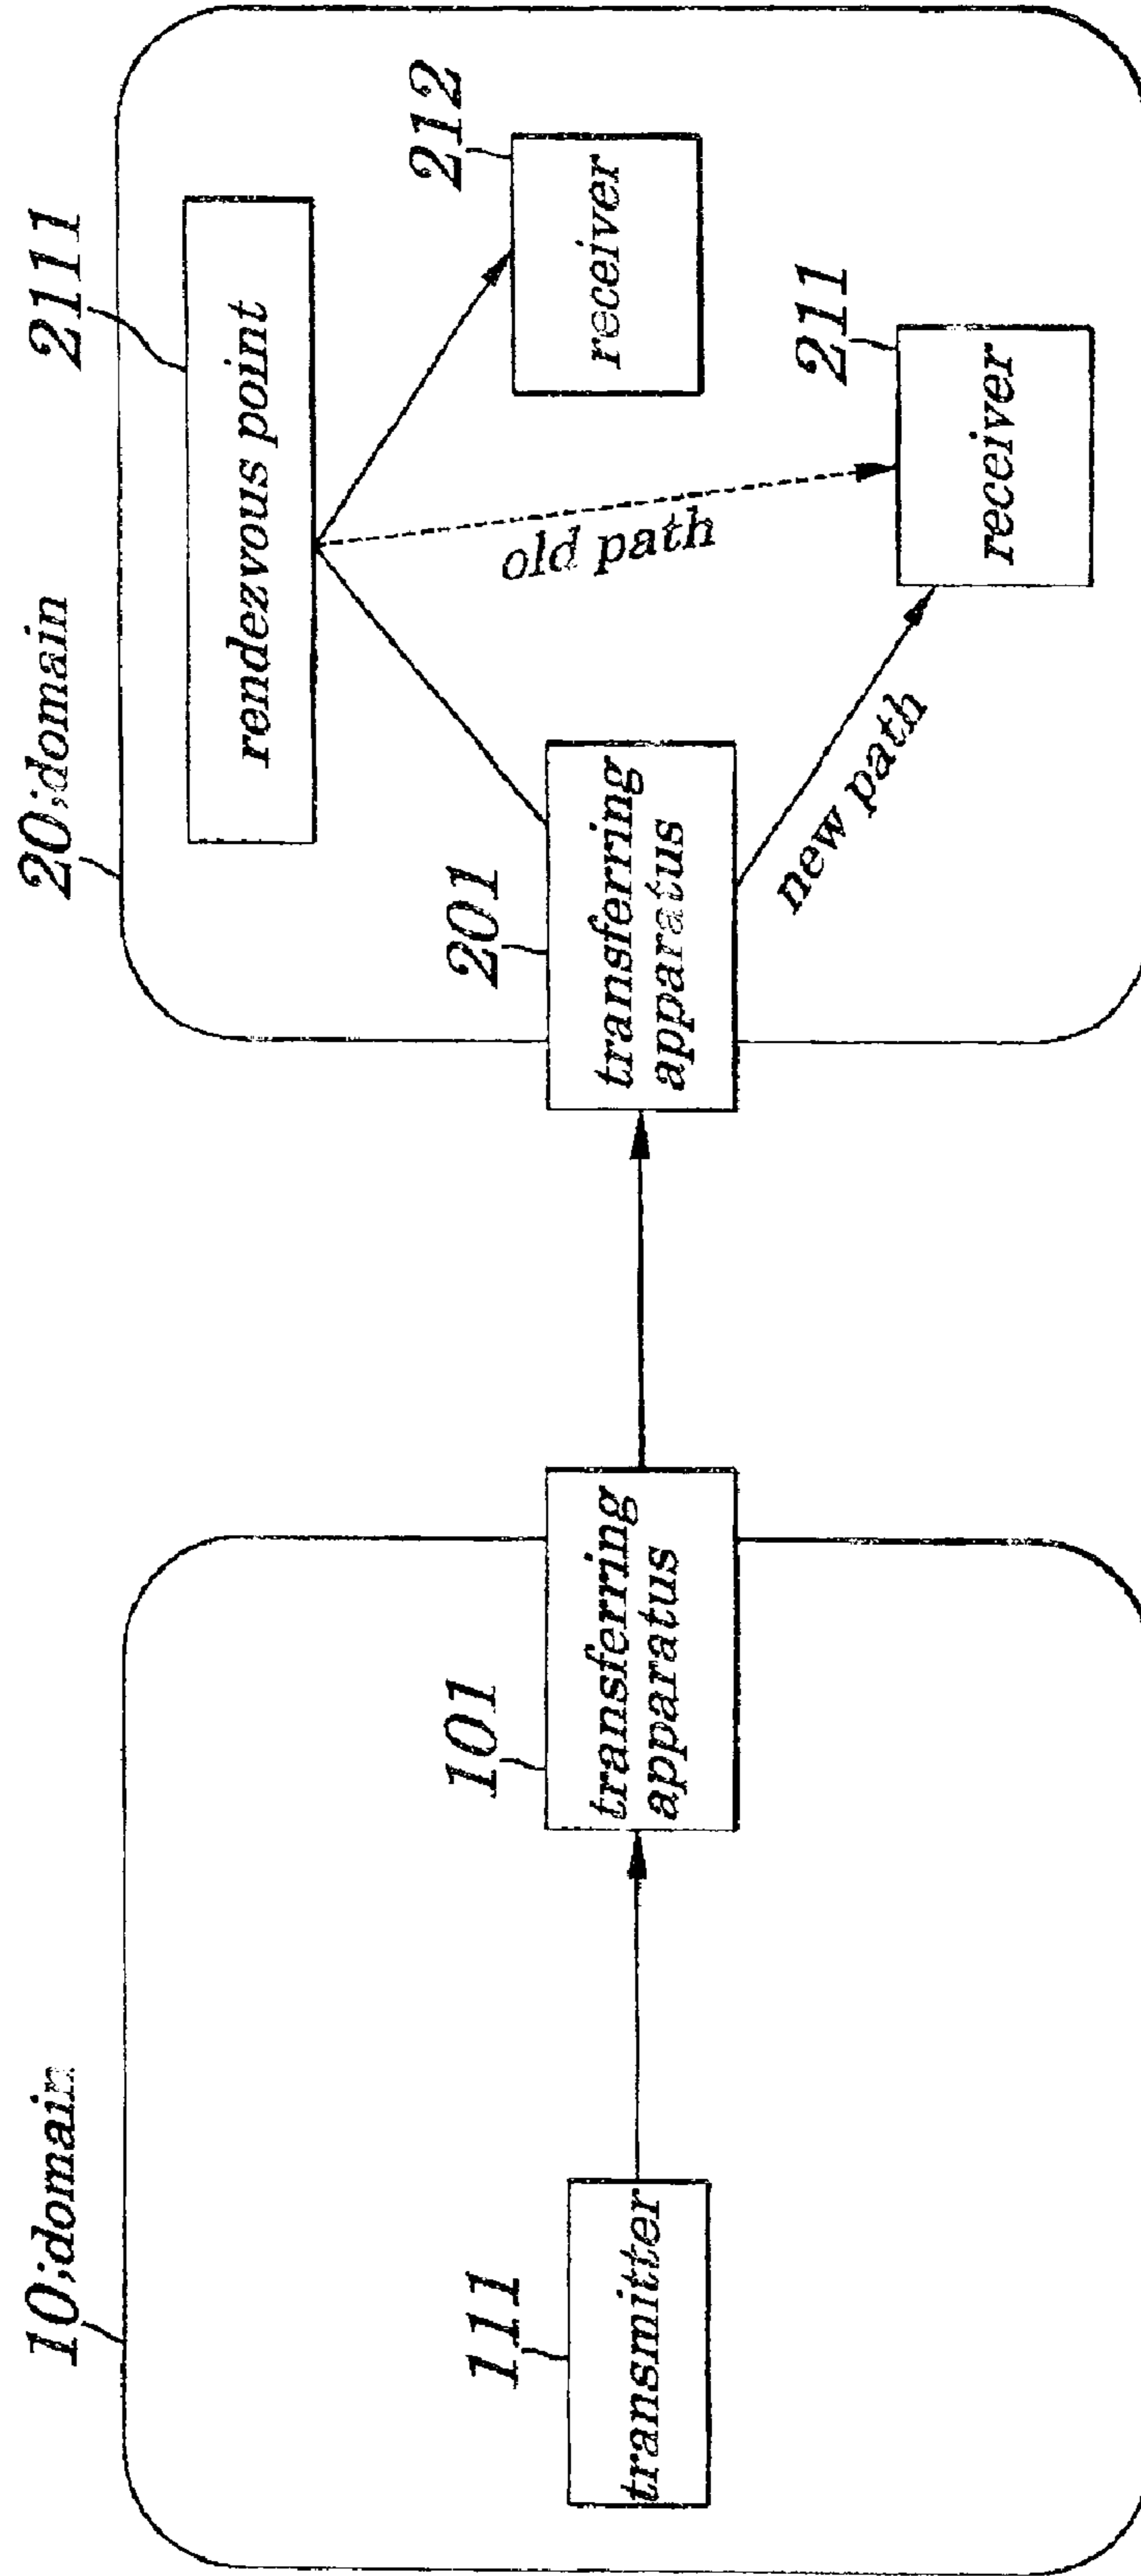 10;domain
111
transmitter
101
transferring
apparatus
20;domain
201
transferring
apparatus
2111
rendezvous point
212
receiver
211
receiver
old path
new path